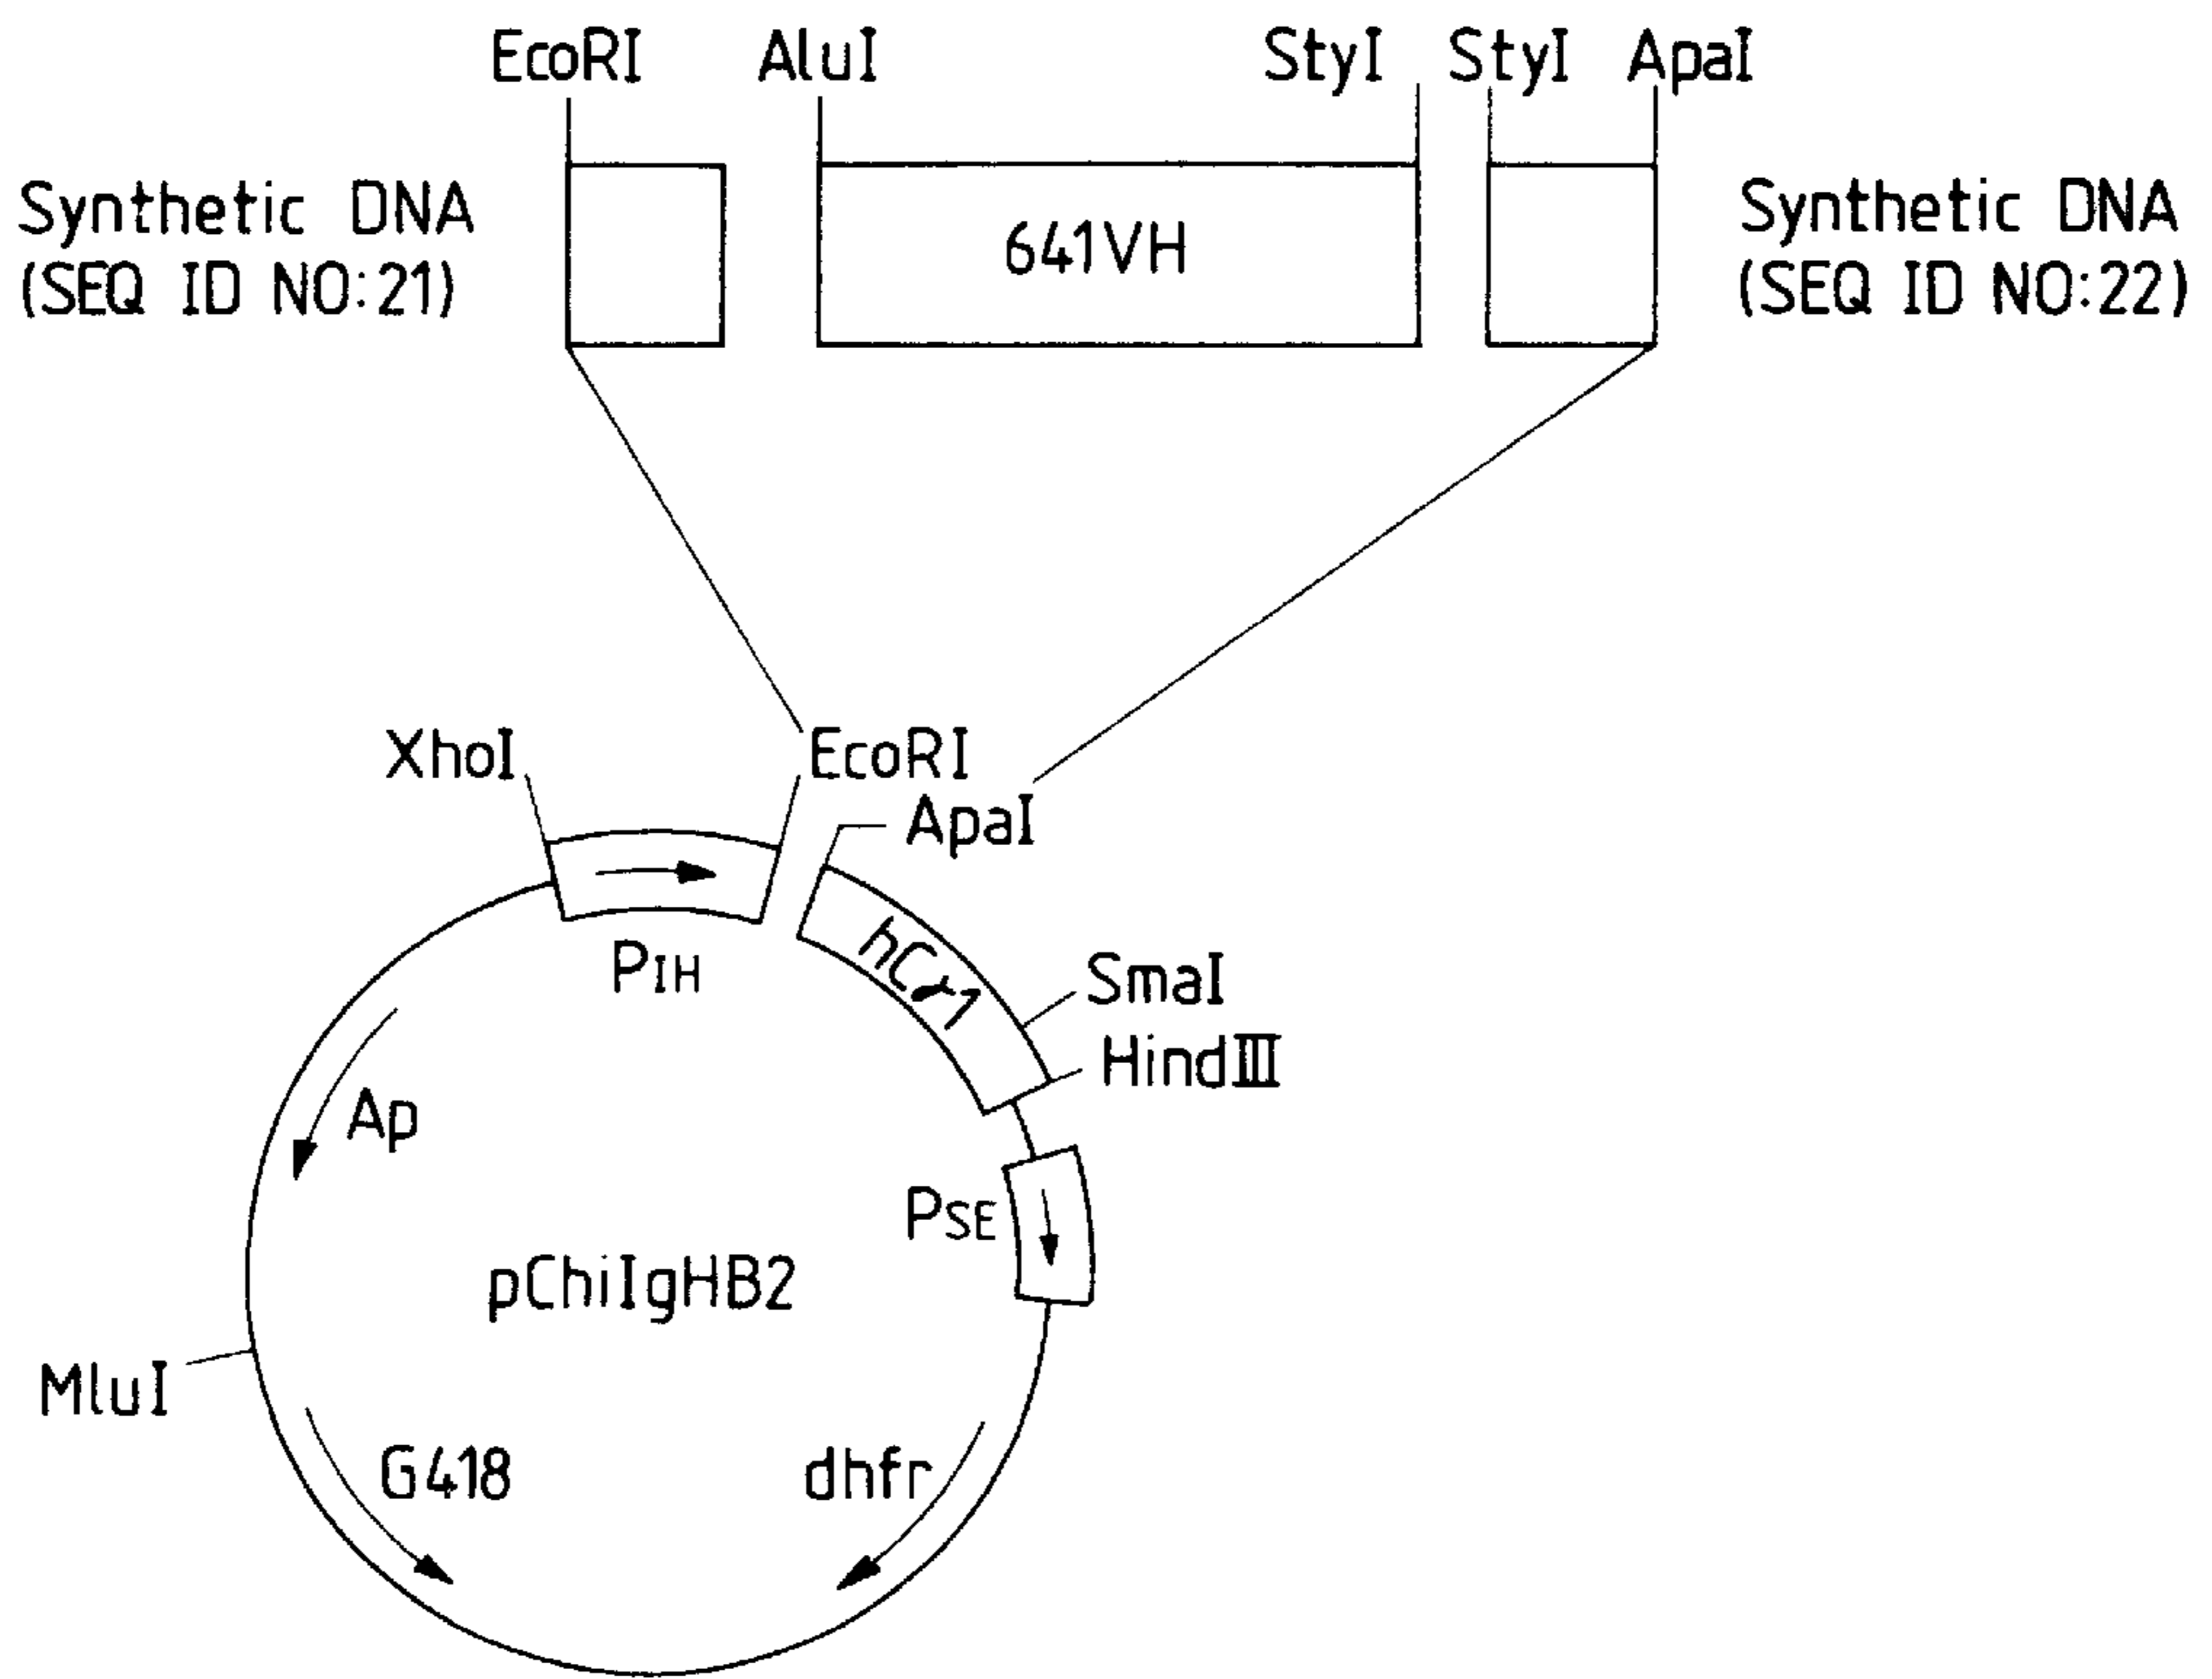 EcoRI
AluI
StyI
StyI
ApaI
Synthetic DNA
(SEQ ID NO:21)
641VH
Synthetic DNA
(SEQ ID NO:22)
XhoI
EcoRI
ApaI
PIH
hCγ1
SmaI
HindIII
Ap
PSE
pChiIgHB2
MluI
G418
dhfr